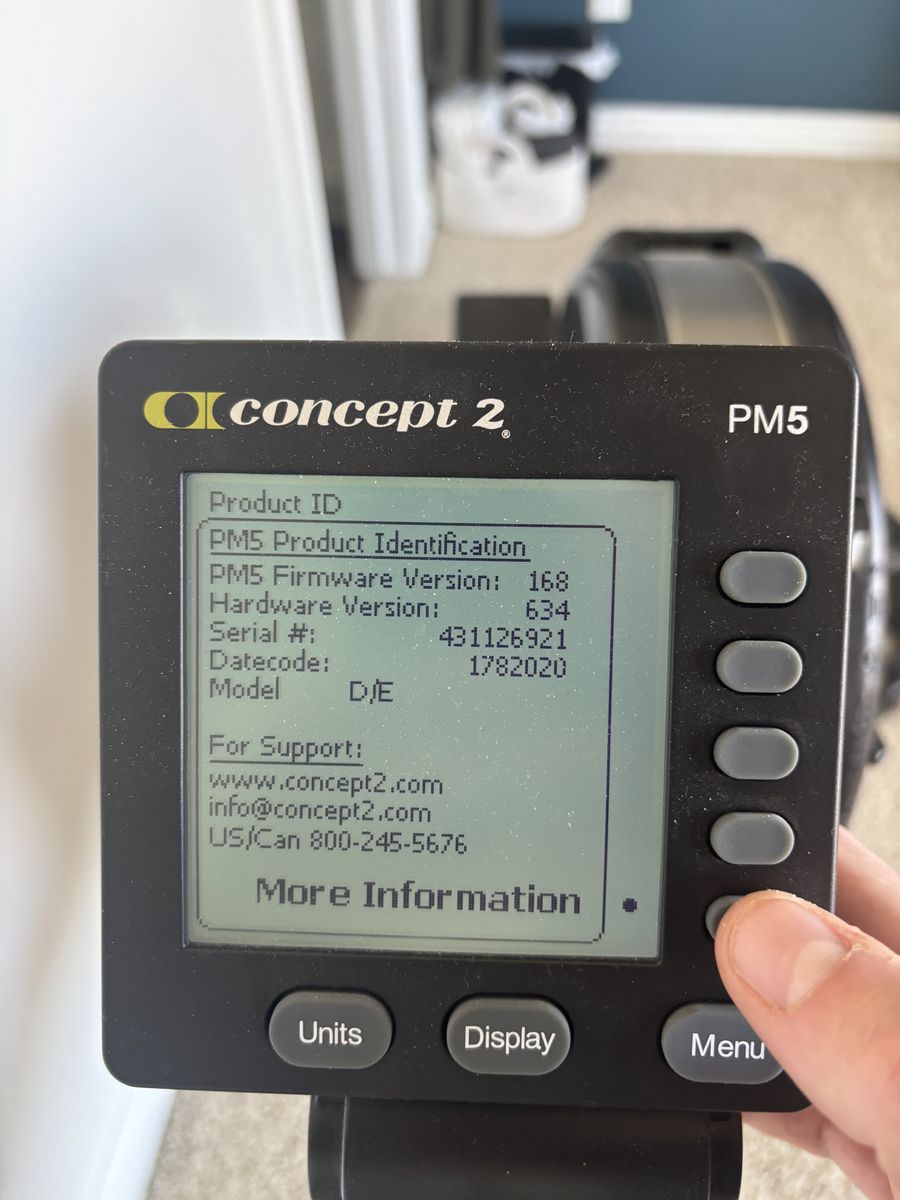 concept 2®
PM5
Product ID
PM5 Product Identification
PM5 Firmware Version: 168
Hardware Version: 634
Serial #: 431126921
Datecode: 1782020
Model D/E
For Support:
www.concept2.com
info@concept2.com
US/Can 800-245-5676
More Information
Units
Display
Menu